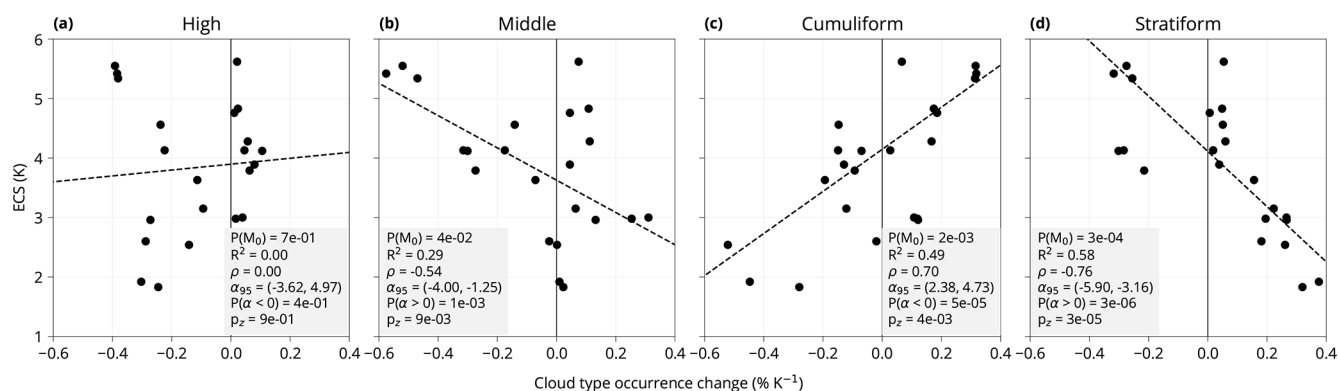 (a) High
(b) Middle
(c) Cumuliform
(d) Stratiform
ECS (K)
6
5
4
3
2
1
P(M₀) = 7e-01
R² = 0.00
ρ = 0.00
α₉₅ = (-3.62, 4.97)
P(α < 0) = 4e-01
p_z = 9e-01
P(M₀) = 4e-02
R² = 0.29
ρ = -0.54
α₉₅ = (-4.00, -1.25)
P(α > 0) = 1e-03
p_z = 9e-03
P(M₀) = 2e-03
R² = 0.49
ρ = 0.70
α₉₅ = (2.38, 4.73)
P(α < 0) = 5e-05
p_z = 4e-03
P(M₀) = 3e-04
R² = 0.58
ρ = -0.76
α₉₅ = (-5.90, -3.16)
P(α > 0) = 3e-06
p_z = 3e-05
−0.6 −0.4 −0.2 0.0 0.2 0.4
−0.6 −0.4 −0.2 0.0 0.2 0.4
−0.6 −0.4 −0.2 0.0 0.2 0.4
−0.6 −0.4 −0.2 0.0 0.2 0.4
Cloud type occurrence change (% K⁻¹)